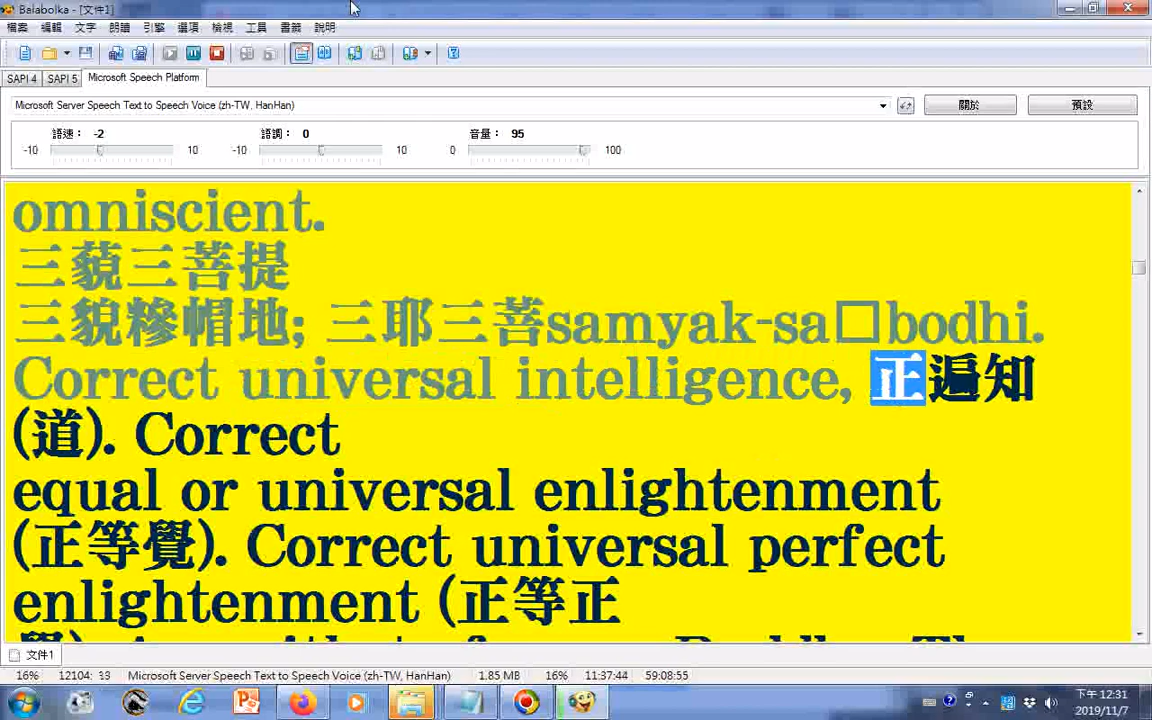 Balabolka - [文件1]
檔案 編輯 文字 朗讀 引擎 選項 檢視 工具 書籤 說明
SAPI 4 SAPI 5 Microsoft Speech Platform
Microsoft Server Speech Text to Speech Voice (zh-TW, HanHan) 關於 預設
語速： -2 語調： 0 音量： 95
-10 10 -10 10 0 100
omniscient.
三藐三菩提
三貌糝帽地; 三耶三菩samyak-sa□bodhi.
Correct universal intelligence, 正遍知
(道). Correct
equal or universal enlightenment
(正等覺). Correct universal perfect
enlightenment (正等正
文件1
16% 12104: 33 Microsoft Server Speech Text to Speech Voice (zh-TW, HanHan) 1.85 MB 16% 11:37:44 59:08:55
下午 12:31
2019/11/7